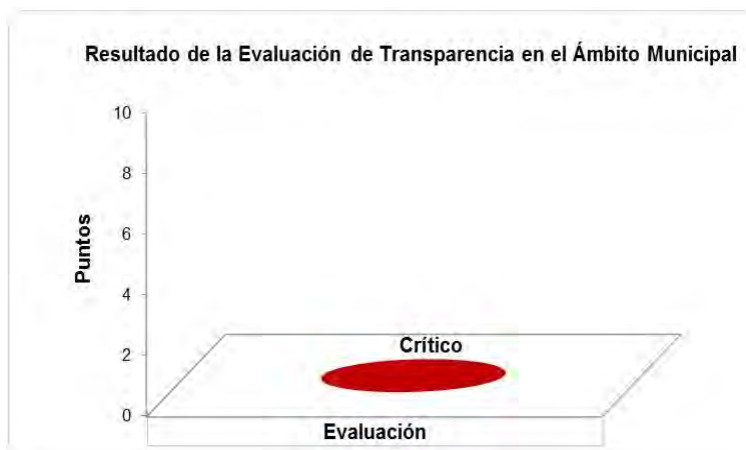 Resultado de la Evaluación de Transparencia en el Ámbito Municipal
10
8
6
4
2
0
Puntos
Crítico
Evaluación